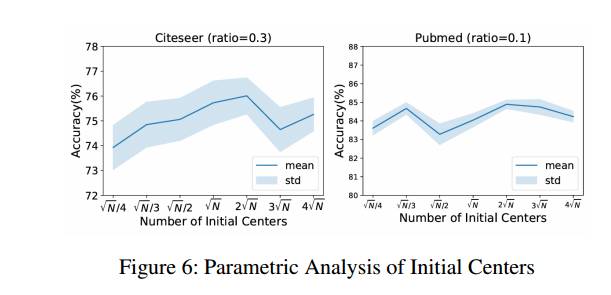 Citeseer (ratio=0.3)
78
77
76
75
74
73
72
Accuracy(%)
mean
std
√N/4 √N/3 √N/2 √N 2√N 3√N 4√N
Number of Initial Centers
Pubmed (ratio=0.1)
88
87
86
85
84
83
82
81
80
Accuracy(%)
mean
std
√N/4 √N/3 √N/2 √N 2√N 3√N 4√N
Number of Initial Centers
Figure 6: Parametric Analysis of Initial Centers